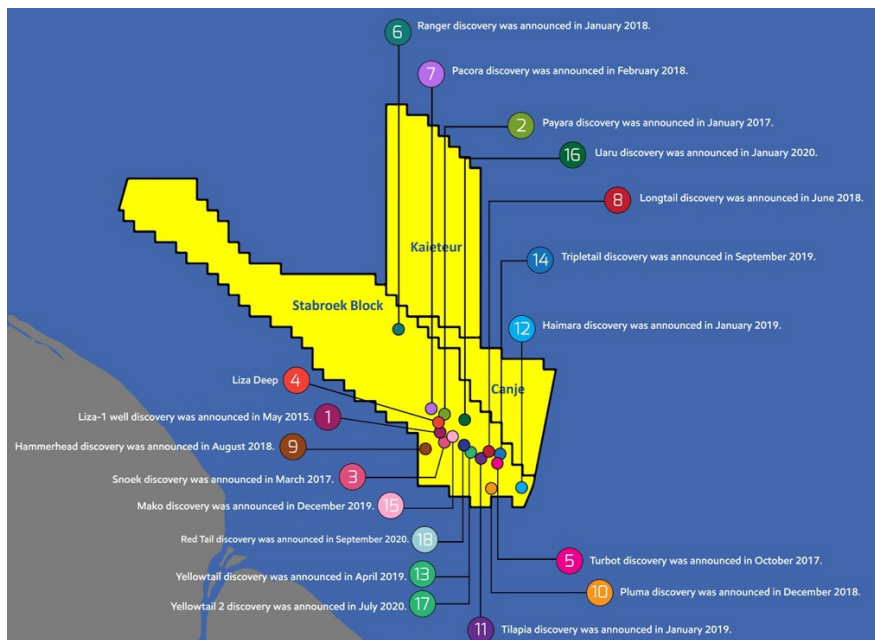 6
Ranger discovery was announced in January 2018.
7
Pacora discovery was announced in February 2018.
2
Payara discovery was announced in January 2017.
16
Uaru discovery was announced in January 2020.
8
Longtail discovery was announced in June 2018.
Kaieteur
14
Tripletail discovery was announced in September 2019.
Stabroek Block
12
Haimara discovery was announced in January 2019.
Liza Deep
4
Canje
Liza-1 well discovery was announced in May 2015.
1
Hammerhead discovery was announced in August 2018.
9
Snoek discovery was announced in March 2017.
3
Mako discovery was announced in December 2019.
15
Red Tail discovery was announced in September 2020.
18
5
Turbot discovery was announced in October 2017.
Yellowtail discovery was announced in April 2019.
13
10
Pluma discovery was announced in December 2018.
Yellowtail 2 discovery was announced in July 2020.
17
11
Tilapia discovery was announced in January 2019.